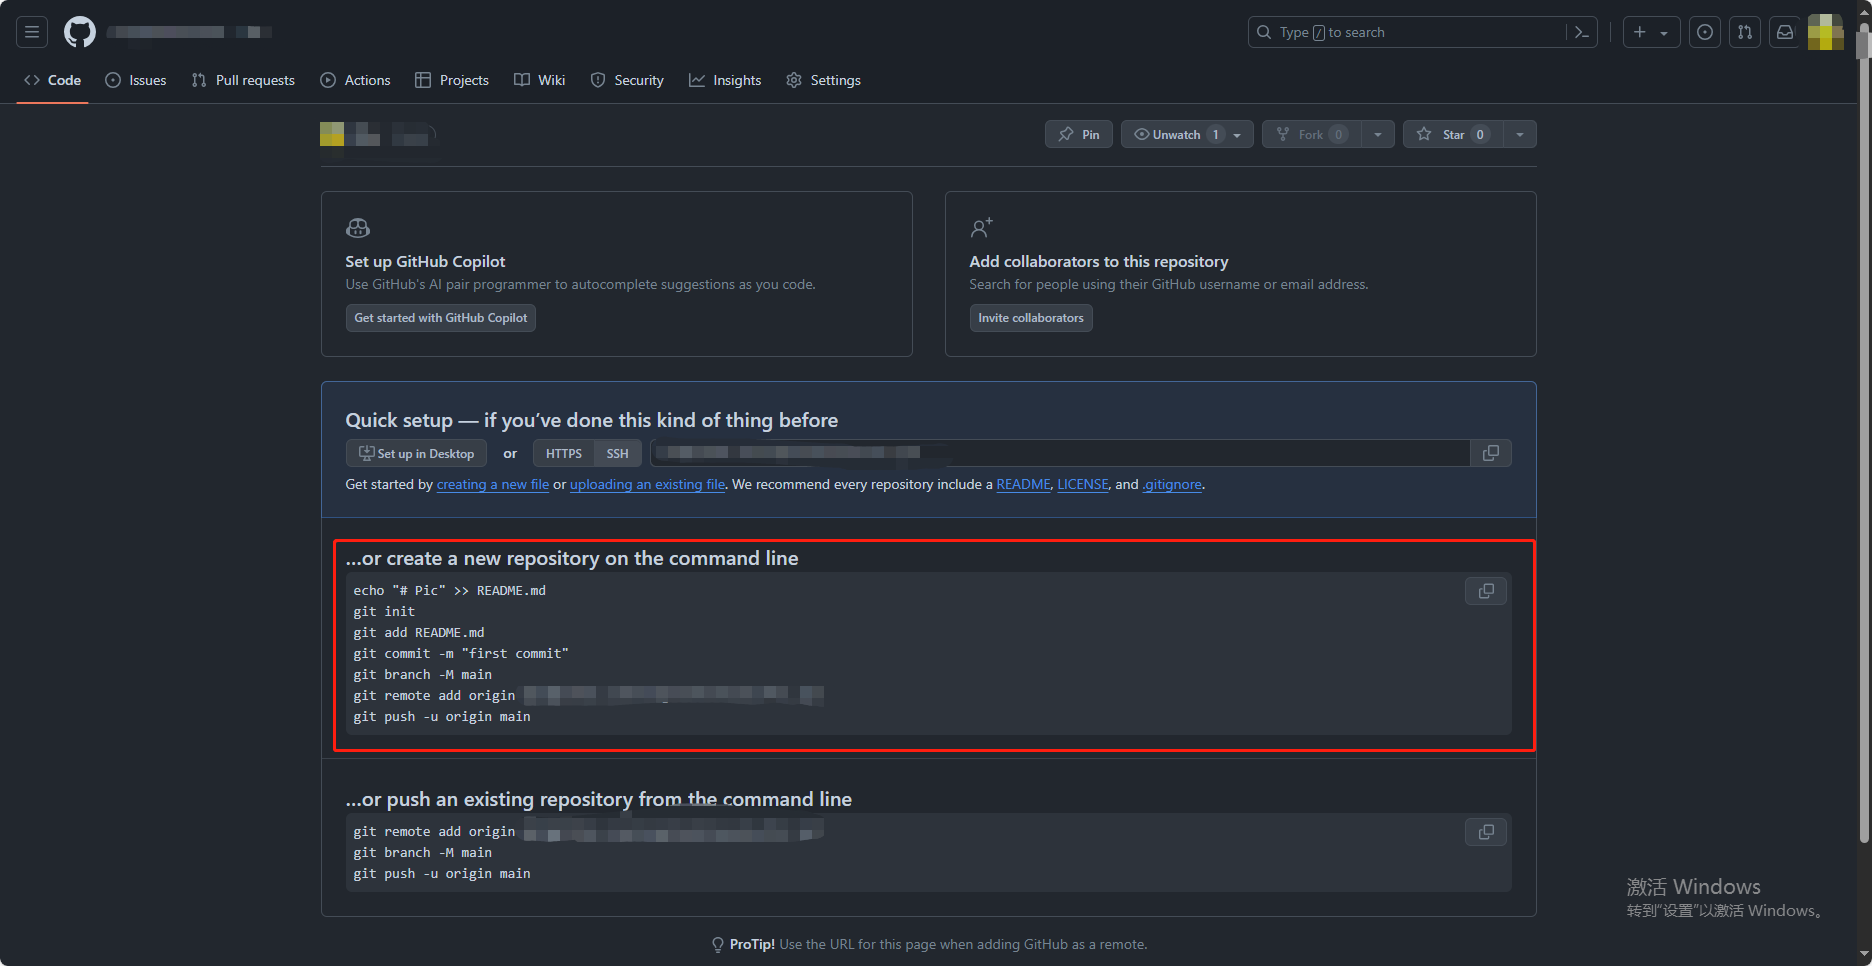 Type / to search
Code Issues Pull requests Actions Projects Wiki Security Insights Settings
Pin Unwatch 1 Fork 0 Star 0
Set up GitHub Copilot
Use GitHub's AI pair programmer to autocomplete suggestions as you code.
Get started with GitHub Copilot
Add collaborators to this repository
Search for people using their GitHub username or email address.
Invite collaborators
Quick setup — if you’ve done this kind of thing before
Set up in Desktop or HTTPS SSH
Get started by creating a new file or uploading an existing file. We recommend every repository include a README, LICENSE, and .gitignore.
…or create a new repository on the command line
echo "# Pic" >> README.md
git init
git add README.md
git commit -m "first commit"
git branch -M main
git remote add origin
git push -u origin main
…or push an existing repository from the command line
git remote add origin
git branch -M main
git push -u origin main
激活 Windows
转到“设置”以激活 Windows。
ProTip! Use the URL for this page when adding GitHub as a remote.